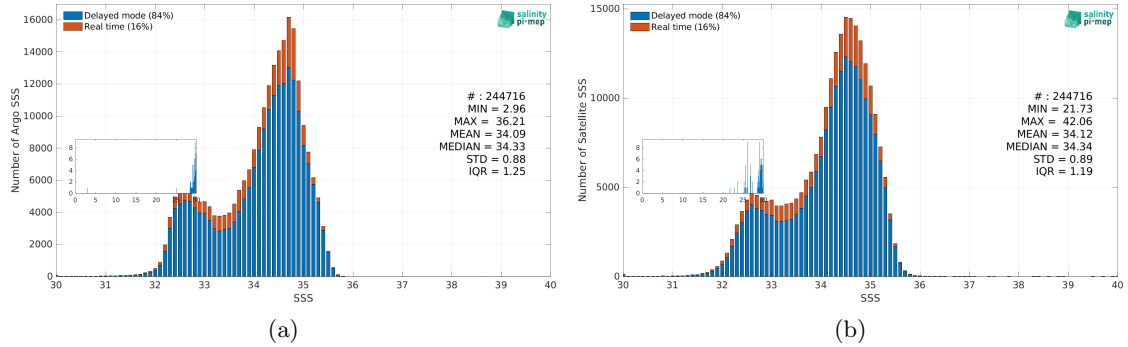 Delayed mode (84%)
Real time (16%)
salinity
pi-mep
Number of Argo SSS
16000
14000
12000
10000
8000
6000
4000
2000
0
# : 244716
MIN = 2.96
MAX = 36.21
MEAN = 34.09
MEDIAN = 34.33
STD = 0.88
IQR = 1.25
8
6
4
2
0
0 5 10 15 20 25 30
30 31 32 33 34 35 36 37 38 39 40
SSS
(a)
Delayed mode (84%)
Real time (16%)
salinity
pi-mep
Number of Satellite SSS
15000
10000
5000
0
# : 244716
MIN = 21.73
MAX = 42.06
MEAN = 34.12
MEDIAN = 34.34
STD = 0.89
IQR = 1.19
8
6
4
2
0
0 5 10 15 20 25 30
30 31 32 33 34 35 36 37 38 39 40
SSS
(b)